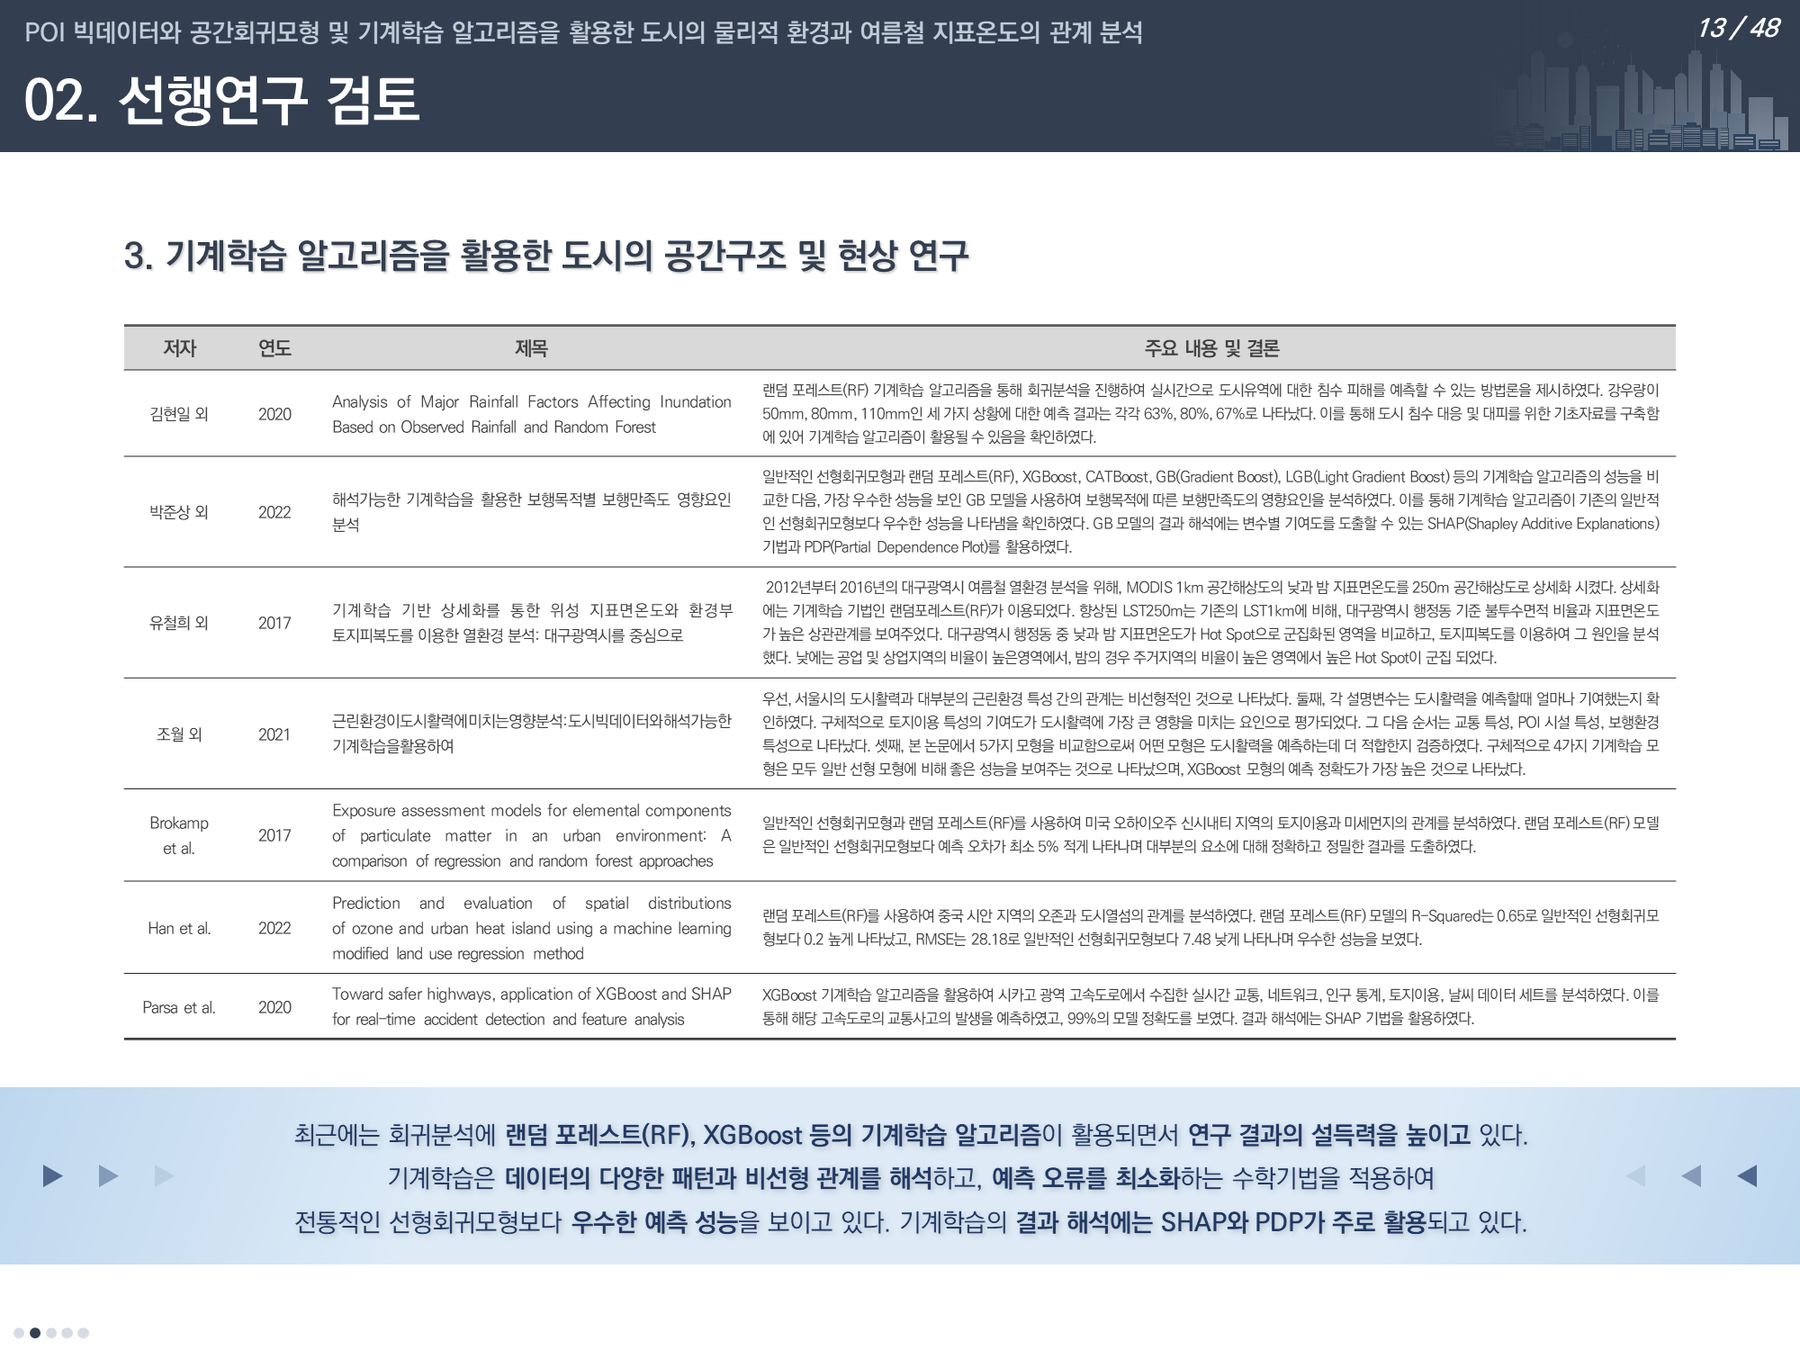 POI 빅데이터와 공간회귀모형 및 기계학습 알고리즘을 활용한 도시의 물리적 환경과 여름철 지표온도의 관계 분석
13 / 48
02. 선행연구 검토
3. 기계학습 알고리즘을 활용한 도시의 공간구조 및 현상 연구
저자 연도 제목 주요 내용 및 결론
김현일 외
2020
Analysis of Major Rainfall Factors Affecting Inundation
Based on Observed Rainfall and Random Forest
랜덤 포레스트(RF) 기계학습 알고리즘을 통해 회귀분석을 진행하여 실시간으로 도시유역에 대한 침수 피해를 예측할 수 있는 방법론을 제시하였다. 강우량이
50mm, 80mm, 110mm인 세 가지 상황에 대한 예측 결과는 각각 63%, 80%, 67%로 나타났다. 이를 통해 도시 침수 대응 및 대피를 위한 기초자료를 구축함
에 있어 기계학습 알고리즘이 활용될 수 있음을 확인하였다.
박준상 외
2022
해석가능한 기계학습을 활용한 보행목적별 보행만족도 영향요인
분석
일반적인 선형회귀모형과 랜덤 포레스트(RF), XGBoost, CATBoost, GB(Gradient Boost), LGB(Light Gradient Boost) 등의 기계학습 알고리즘의 성능을 비
교한 다음, 가장 우수한 성능을 보인 GB 모델을 사용하여 보행목적에 따른 보행만족도의 영향요인을 분석하였다. 이를 통해 기계학습 알고리즘이 기존의 일반적
인 선형회귀모형보다 우수한 성능을 나타냄을 확인하였다. GB 모델의 결과 해석에는 변수별 기여도를 도출할 수 있는 SHAP(Shapley Additive Explanations)
기법과 PDP(Partial Dependence Plot)를 활용하였다.
유철희 외
2017
기계학습 기반 상세화를 통한 위성 지표면온도와 환경부
토지피복도를 이용한 열환경 분석: 대구광역시를 중심으로
2012년부터 2016년의 대구광역시 여름철 열환경 분석을 위해, MODIS 1km 공간해상도의 낮과 밤 지표면온도를 250m 공간해상도로 상세화 시켰다. 상세화
에는 기계학습 기법인 랜덤포레스트(RF)가 이용되었다. 향상된 LST250m는 기존의 LST1km에 비해, 대구광역시 행정동 기준 불투수면적 비율과 지표면온도
가 높은 상관관계를 보여주었다. 대구광역시 행정동 중 낮과 밤 지표면온도가 Hot Spot으로 군집화된 영역을 비교하고, 토지피복도를 이용하여 그 원인을 분석
했다. 낮에는 공업 및 상업지역의 비율이 높은영역에서, 밤의 경우 주거지역의 비율이 높은 영역에서 높은 Hot Spot이 군집 되었다.
조월 외
2021
근린환경이도시활력에미치는영향분석:도시빅데이터와해석가능한
기계학습을활용하여
우선, 서울시의 도시활력과 대부분의 근린환경 특성 간의 관계는 비선형적인 것으로 나타났다. 둘째, 각 설명변수는 도시활력을 예측할때 얼마나 기여했는지 확
인하였다. 구체적으로 토지이용 특성의 기여도가 도시활력에 가장 큰 영향을 미치는 요인으로 평가되었다. 그 다음 순서는 교통 특성, POI 시설 특성, 보행환경
특성으로 나타났다. 셋째, 본 논문에서 5가지 모형을 비교함으로써 어떤 모형은 도시활력을 예측하는데 더 적합한지 검증하였다. 구체적으로 4가지 기계학습 모
형은 모두 일반 선형 모형에 비해 좋은 성능을 보여주는 것으로 나타났으며, XGBoost 모형의 예측 정확도가 가장 높은 것으로 나타났다.
Brokamp
et al.
2017
Exposure assessment models for elemental components
of particulate matter in an urban environment: A
comparison of regression and random forest approaches
일반적인 선형회귀모형과 랜덤 포레스트(RF)를 사용하여 미국 오하이오주 신시내티 지역의 토지이용과 미세먼지의 관계를 분석하였다. 랜덤 포레스트(RF) 모델
은 일반적인 선형회귀모형보다 예측 오차가 최소 5% 적게 나타나며 대부분의 요소에 대해 정확하고 정밀한 결과를 도출하였다.
Han et al.
2022
Prediction and evaluation of spatial distributions
of ozone and urban heat island using a machine learning
modified land use regression method
랜덤 포레스트(RF)를 사용하여 중국 시안 지역의 오존과 도시열섬의 관계를 분석하였다. 랜덤 포레스트(RF) 모델의 R-Squared는 0.65로 일반적인 선형회귀모
형보다 0.2 높게 나타났고, RMSE는 28.18로 일반적인 선형회귀모형보다 7.48 낮게 나타나며 우수한 성능을 보였다.
Parsa et al.
2020
Toward safer highways, application of XGBoost and SHAP
for real-time accident detection and feature analysis
XGBoost 기계학습 알고리즘을 활용하여 시카고 광역 고속도로에서 수집한 실시간 교통, 네트워크, 인구 통계, 토지이용, 날씨 데이터 세트를 분석하였다. 이를
통해 해당 고속도로의 교통사고의 발생을 예측하였고, 99%의 모델 정확도를 보였다. 결과 해석에는 SHAP 기법을 활용하였다.
최근에는 회귀분석에 랜덤 포레스트(RF), XGBoost 등의 기계학습 알고리즘이 활용되면서 연구 결과의 설득력을 높이고 있다.
기계학습은 데이터의 다양한 패턴과 비선형 관계를 해석하고, 예측 오류를 최소화하는 수학기법을 적용하여
전통적인 선형회귀모형보다 우수한 예측 성능을 보이고 있다. 기계학습의 결과 해석에는 SHAP와 PDP가 주로 활용되고 있다.